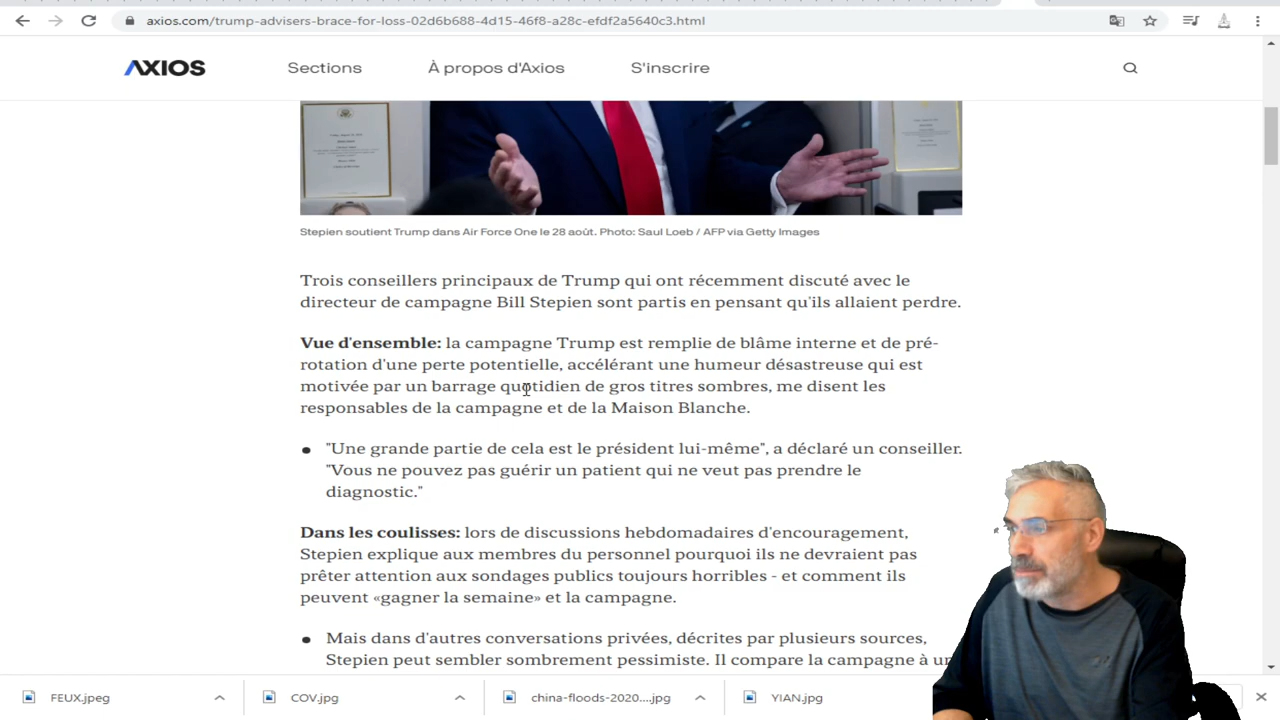 axios.com/trump-advisers-brace-for-loss-02d6b688-4d15-46f8-a28c-efdf2a5640c3.html
AXIOS Sections À propos d'Axios S'inscrire
Stepien soutient Trump dans Air Force One le 28 août. Photo: Saul Loeb / AFP via Getty Images
Trois conseillers principaux de Trump qui ont récemment discuté avec le
directeur de campagne Bill Stepien sont partis en pensant qu'ils allaient perdre.
Vue d'ensemble: la campagne Trump est remplie de blâme interne et de pré-
rotation d'une perte potentielle, accélérant une humeur désastreuse qui est
motivée par un barrage quotidien de gros titres sombres, me disent les
responsables de la campagne et de la Maison Blanche.
"Une grande partie de cela est le président lui-même", a déclaré un conseiller.
"Vous ne pouvez pas guérir un patient qui ne veut pas prendre le
diagnostic."
Dans les coulisses: lors de discussions hebdomadaires d'encouragement,
Stepien explique aux membres du personnel pourquoi ils ne devraient pas
prêter attention aux sondages publics toujours horribles - et comment ils
peuvent «gagner la semaine» et la campagne.
Mais dans d'autres conversations privées, décrites par plusieurs sources,
Stepien peut sembler sombrement pessimiste. Il compare la campagne à un
FEUX.jpeg COV.jpg china-floods-2020....jpg YIAN.jpg